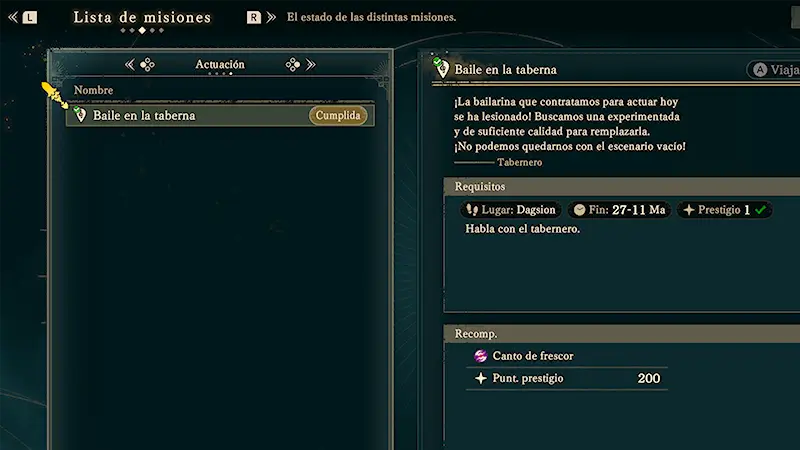 L
Lista de misiones
R
El estado de las distintas misiones.
Actuación
Nombre
Baile en la taberna
Cumplida
Baile en la taberna
A Viaja
¡La bailarina que contratamos para actuar hoy
se ha lesionado! Buscamos una experimentada
y de suficiente calidad para remplazarla.
¡No podemos quedarnos con el escenario vacío!
Tabernero
Requisitos
Lugar: Dagsion
Fin: 27-11 Ma
Prestigio 1
Habla con el tabernero.
Recomp.
Canto de frescor
Punt. prestigio 200